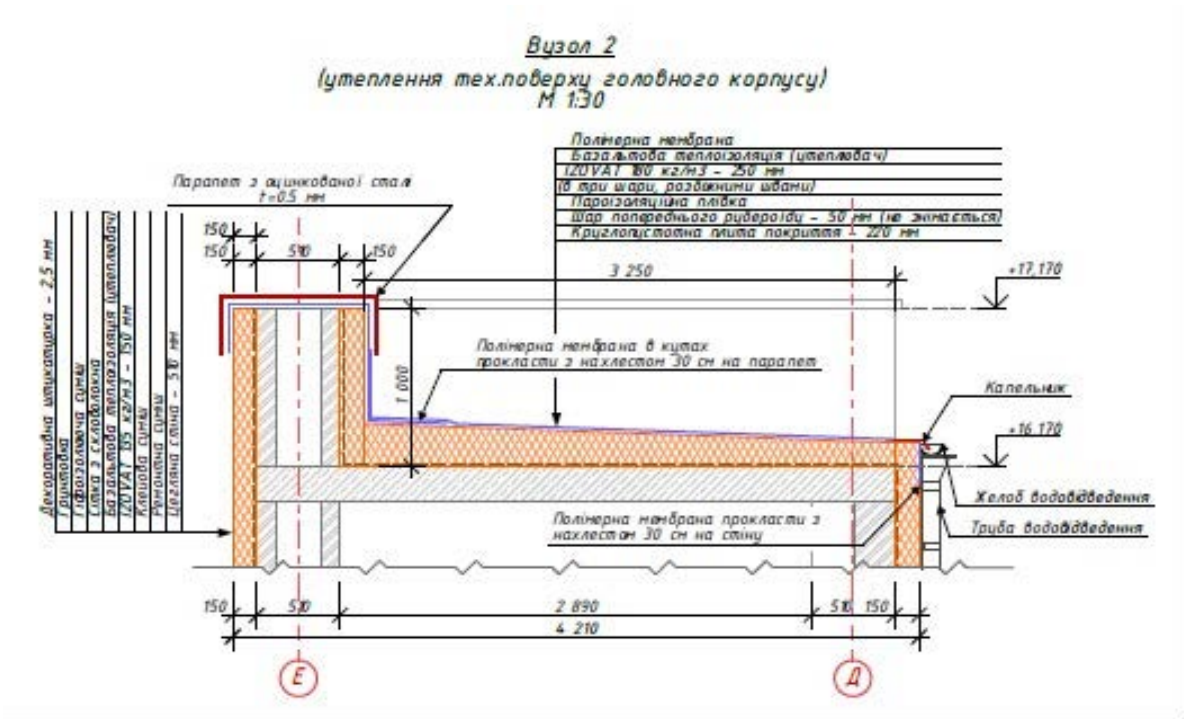 Вузол 2
(утеплення тех.поверху головного корпусу)
М 1:30
Полімерна мембрана
Базальтова теплоізоляція (утеплювач)
IZOVAT 180 кг/м3 - 250 мм
(в три шари, розбіжними швами)
Пароізоляційна плівка
Шар попереднього рубероїду - 50 мм (не знімається)
Круглопустотна плита покриття - 220 мм
Парапет з оцинкованої сталі
t=0.5 мм
Декоративна штукатурка - 2,5 мм
Грунтовка
Гідроізолююча суміш
Сітка з скловолокна
Базальтова теплоізоляція (утеплювач)
IZOVAT 135 кг/м3 - 150 мм
Клейова суміш
Ремонтна суміш
Цегляна стіна - 510 мм
150
150
510
150
3 250
+17,170
1 000
Полімерна мембрана в кутах
прокласти з нахлестом 30 см на парапет
Капельник
+16.170
Жолоб водовідведення
Труба водовідведення
Полімерна мембрана прокласти з
нахлестом 30 см на стіну
150
510
2 890
510
150
4 210
Е
Д